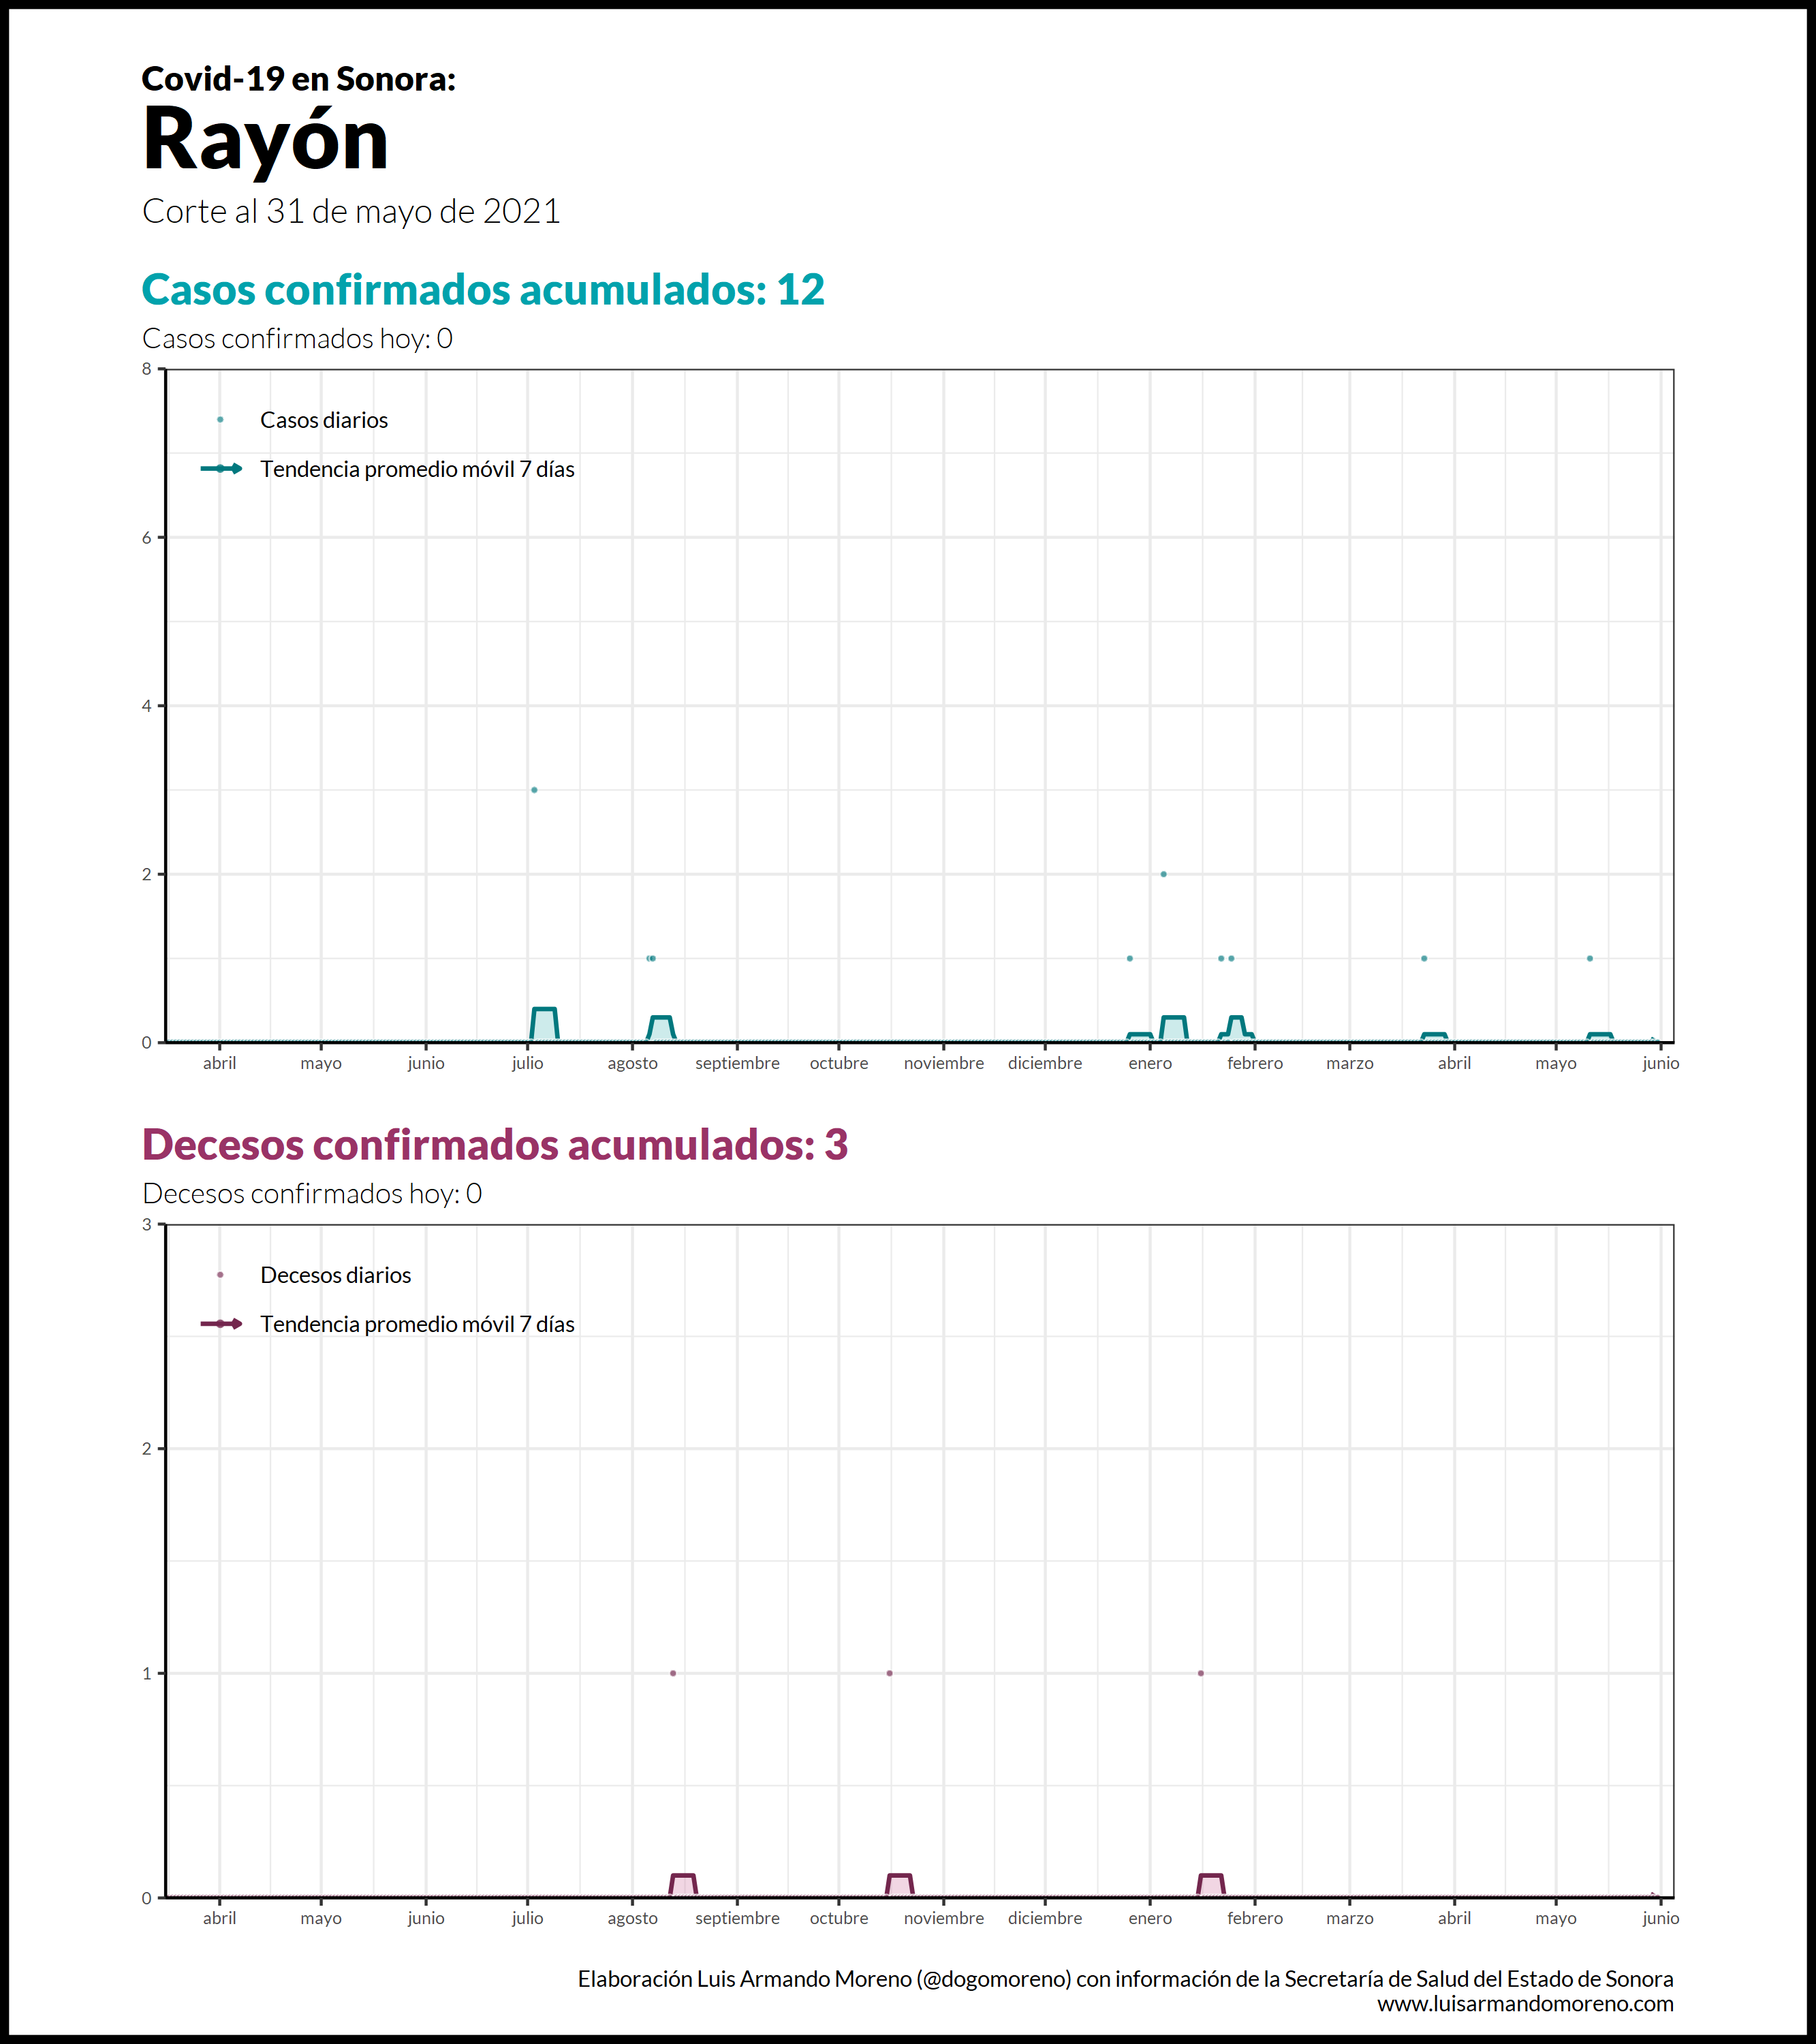 Covid-19 en Sonora:
Rayón
Corte al 31 de mayo de 2021
Casos confirmados acumulados: 12
Casos confirmados hoy: 0
8
Casos diarios
Tendencia promedio móvil 7 días
6
4
2
0
abril mayo junio julio agosto septiembre octubre noviembre diciembre enero febrero marzo abril mayo junio
Decesos confirmados acumulados: 3
Decesos confirmados hoy: 0
3
Decesos diarios
Tendencia promedio móvil 7 días
2
1
0
abril mayo junio julio agosto septiembre octubre noviembre diciembre enero febrero marzo abril mayo junio
Elaboración Luis Armando Moreno (@dogomoreno) con información de la Secretaría de Salud del Estado de Sonora
www.luisarmandomoreno.com